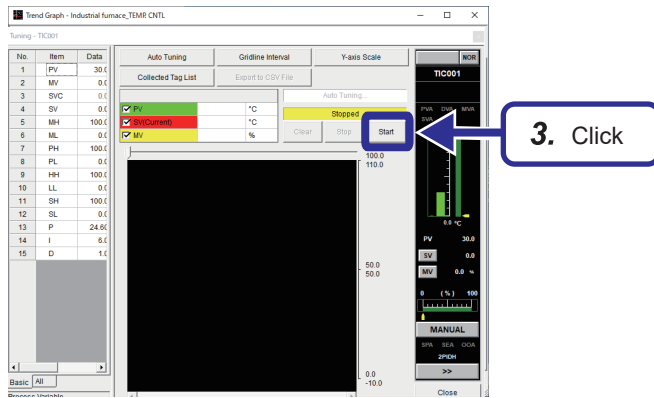 Trend Graph - Industrial furnace_TEMP. CNTL
Tuning - TIC001
No. Item Data
1 PV 30.0
2 MV 0.0
3 SVC 0.0
4 SV 0.0
5 MH 100.0
6 ML 0.0
7 PH 100.0
8 PL 0.0
9 HH 100.0
10 LL 0.0
11 SH 100.0
12 SL 0.0
13 P 24.60
14 I 6.0
15 D 1.0
Basic All
Process Variable
Auto Tuning Gridline Interval Y-axis Scale
Collected Tag List Export to CSV File
Auto Tuning...
PV °C
SV(Current) °C
MV %
Stopped
Clear Stop Start
100.0
110.0
50.0
50.0
0.0
-10.0
NOR
TIC001
PVA DVA MVA
SVA
0.0 °C
PV 30.0
SV 0.0
MV 0.0 %
0 (%) 100
MANUAL
SPA SEA OOA
2PIDH
>>
Close
3. Click